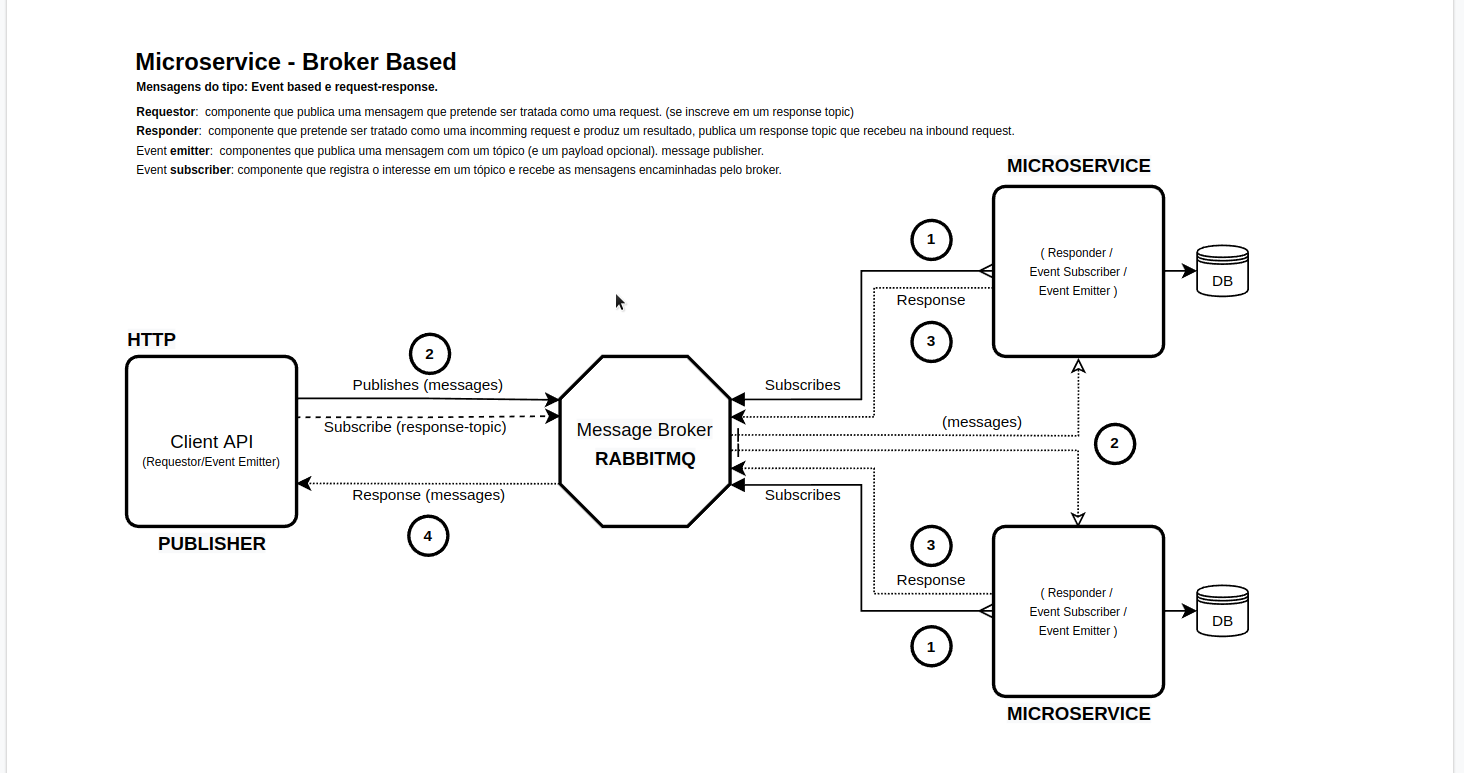 Microservice - Broker Based
Mensagens do tipo: Event based e request-response.
Requestor:  componente que publica uma mensagem que pretende ser tratada como uma request. (se inscreve em um response topic)
Responder:  componente que pretende ser tratado como uma incomming request e produz um resultado, publica um response topic que recebeu na inbound request.
Event emitter:  componentes que publica uma mensagem com um tópico (e um payload opcional). message publisher.
Event subscriber: componente que registra o interesse em um tópico e recebe as mensagens encaminhadas pelo broker.
MICROSERVICE
( Responder /
Event Subscriber /
Event Emitter )
DB
1
Response
3
HTTP
2
Publishes (messages)
Subscribe (response-topic)
Client API
(Requestor/Event Emitter)
Response (messages)
4
PUBLISHER
Message Broker
RABBITMQ
Subscribes
(messages)
2
Subscribes
3
Response
1
( Responder /
Event Subscriber /
Event Emitter )
DB
MICROSERVICE